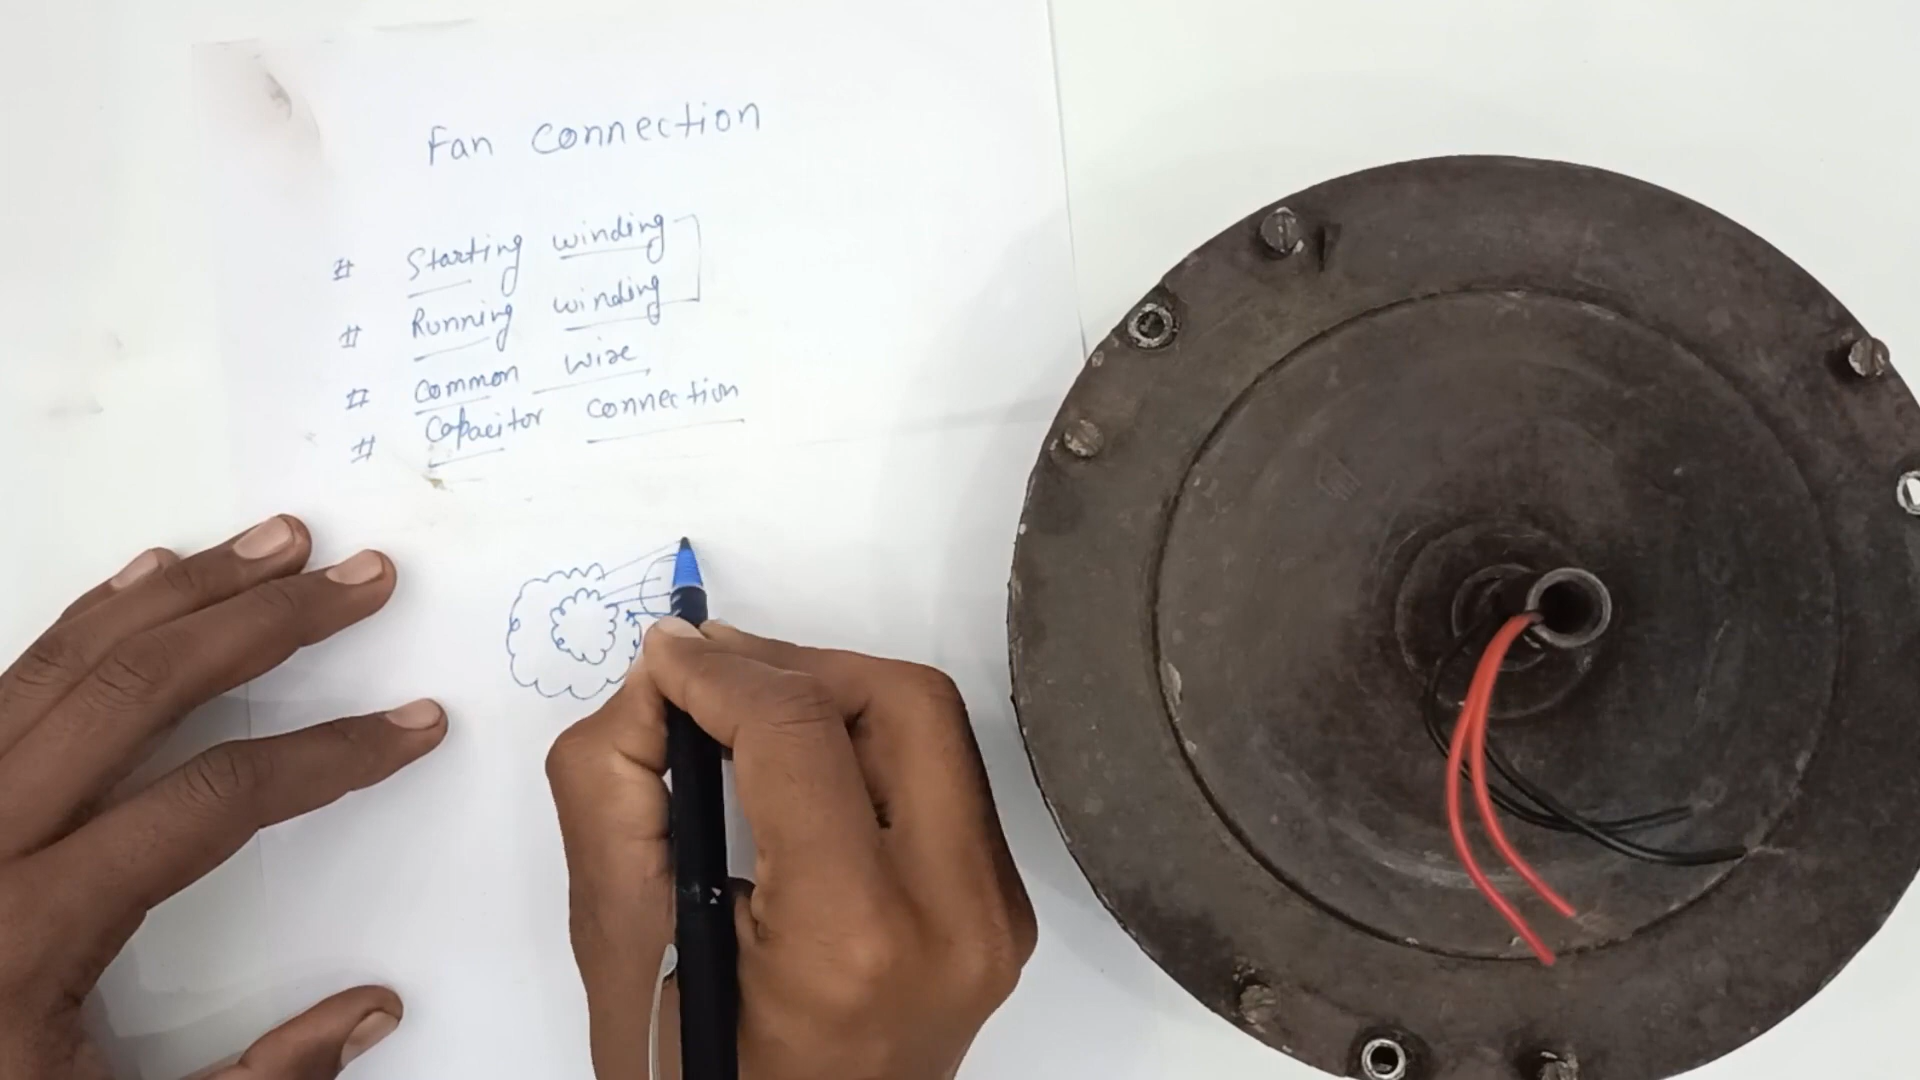 Fan Connection
# Starting winding
# Running winding
# Common wire
# Capacitor connection